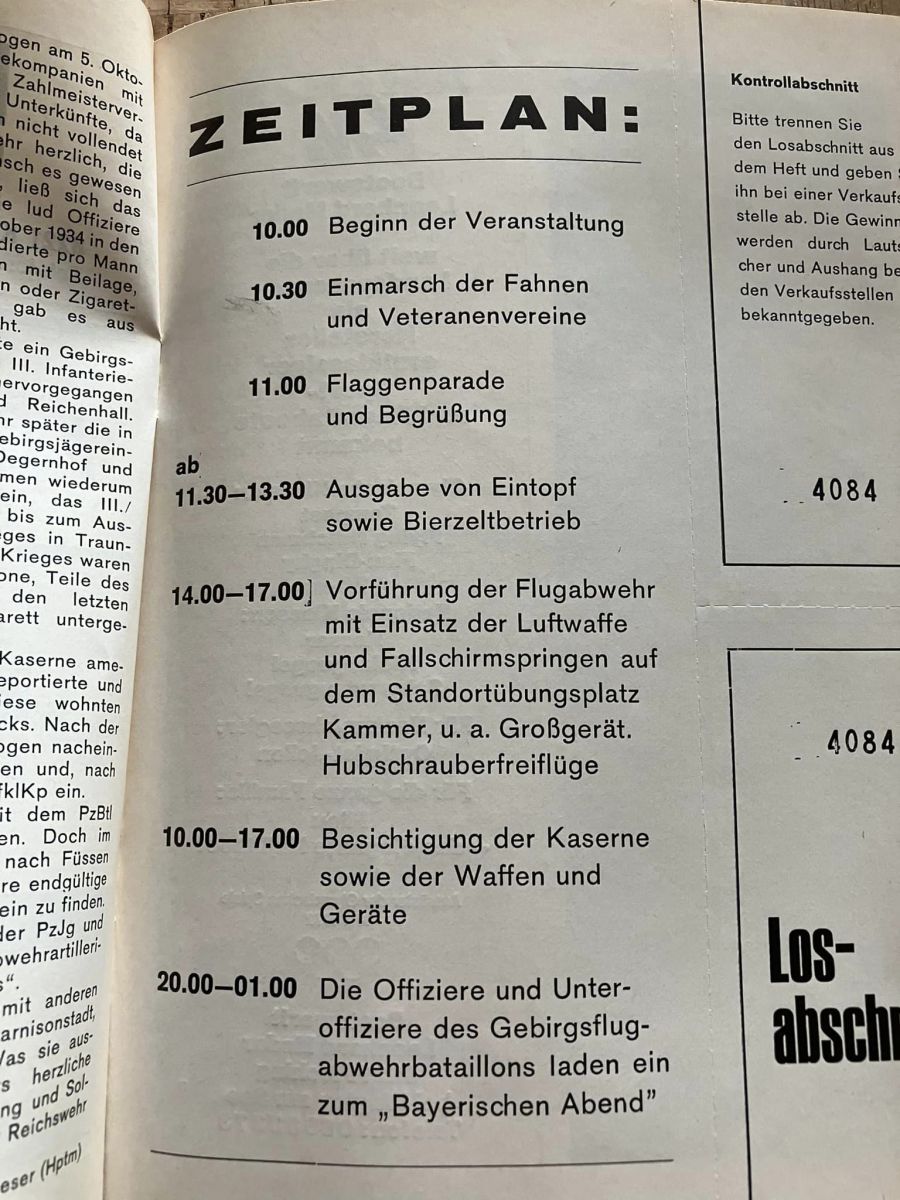 ogen am 5. Okto-
ekompanien mit
Zahlmeisterver-
Unterkünfte, da
nicht vollendet
ehr herzlich, die
nsch es gewesen
ließ sich das
e lud Offiziere
ober 1934 in den
dierte pro Mann
n mit Beilage,
n oder Zigaret-
gab es aus
ht.
te ein Gebirgs-
III. Infanterie-
hervorgegangen
d Reichenhall.
hr später die in
ebirgsjägerein-
Degernhof und
men wiederum
ein, das III./
bis zum Aus-
eges in Traun-
Krieges waren
one, Teile des
den letzten
arett unterge-
Kaserne ame-
eportierte und
iese wohnten
cks. Nach der
ogen nachein-
en und, nach
fklKp ein.
it dem PzBtl
en. Doch im
nach Füssen
re endgültige
ein zu finden.
der PzJg und
owehrartilleri-
s“.
mit anderen
arnisonstadt,
Was sie aus-
s herzliche
ng und Sol-
Reichswehr
eser (Hptm)
ZEITPLAN:
10.00 Beginn der Veranstaltung
10.30 Einmarsch der Fahnen
und Veteranenvereine
11.00 Flaggenparade
und Begrüßung
ab
11.30—13.30 Ausgabe von Eintopf
sowie Bierzeltbetrieb
14.00—17.00 Vorführung der Flugabwehr
mit Einsatz der Luftwaffe
und Fallschirmspringen auf
dem Standortübungsplatz
Kammer, u. a. Großgerät.
Hubschrauberfreiflüge
10.00—17.00 Besichtigung der Kaserne
sowie der Waffen und
Geräte
20.00—01.00 Die Offiziere und Unter-
offiziere des Gebirgsflug-
abwehrbataillons laden ein
zum „Bayerischen Abend”
Kontrollabschnitt
Bitte trennen Sie
den Losabschnitt aus
dem Heft und geben S
ihn bei einer Verkaufs
stelle ab. Die Gewinn
werden durch Lauts
cher und Aushang be
den Verkaufsstellen
bekanntgegeben.
4084
4084
Los-
abschn